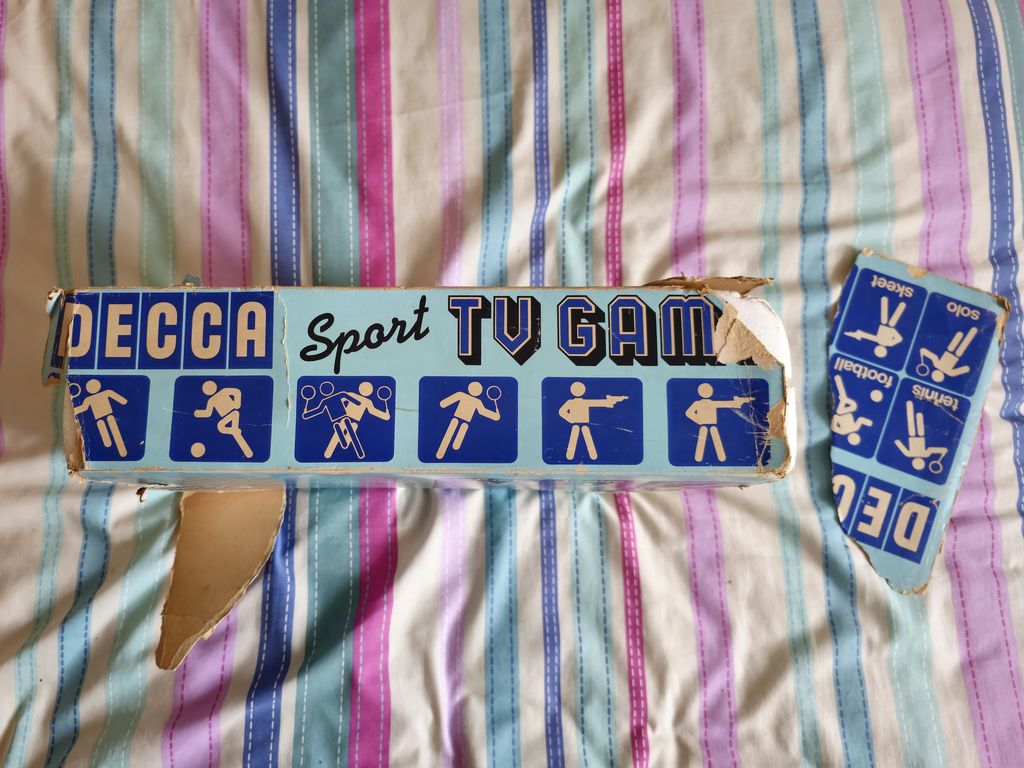 DECCA Sport TV GAM
skeet
solo
football
tennis
DEC